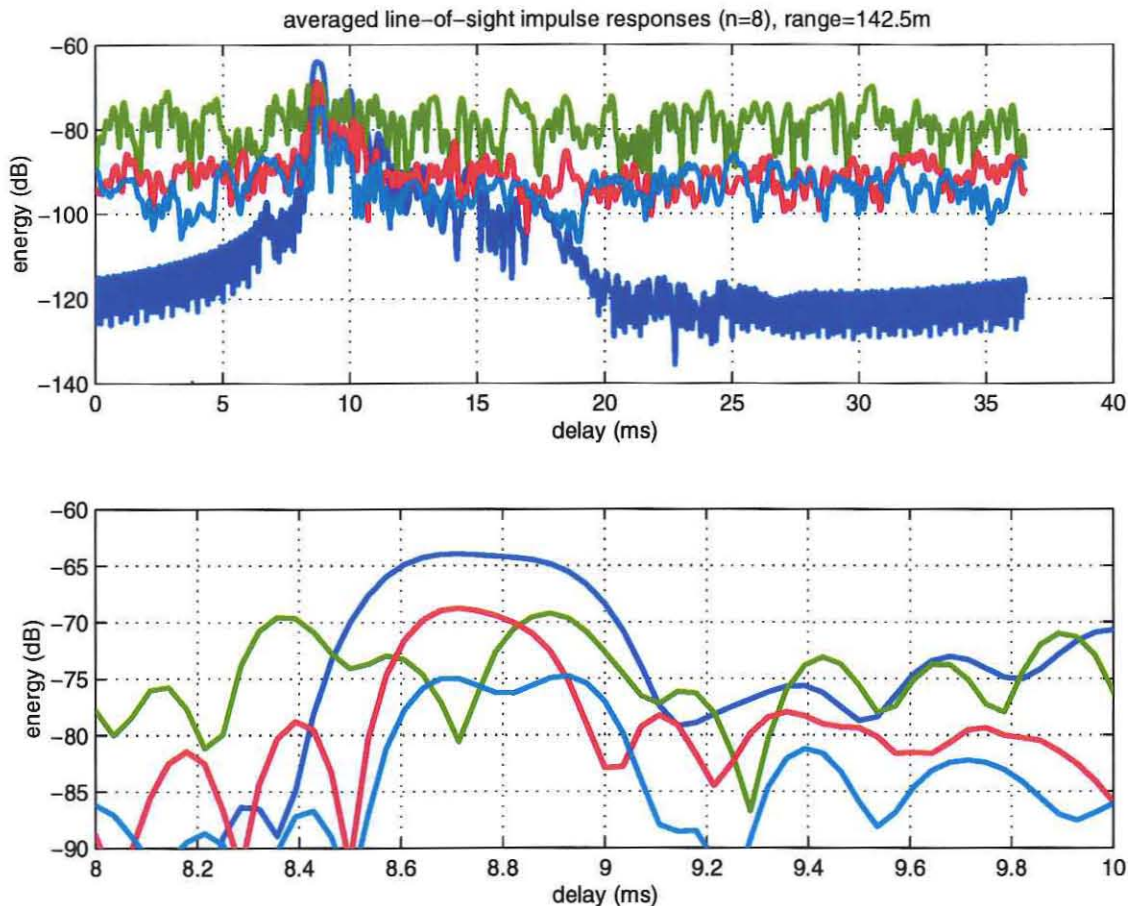 averaged line−of−sight impulse responses (n=8), range=142.5m
−60
−80
−100
−120
−140
energy (dB)
0 5 10 15 20 25 30 35 40
delay (ms)
−60
−65
−70
−75
−80
−85
−90
energy (dB)
8 8.2 8.4 8.6 8.8 9 9.2 9.4 9.6 9.8 10
delay (ms)